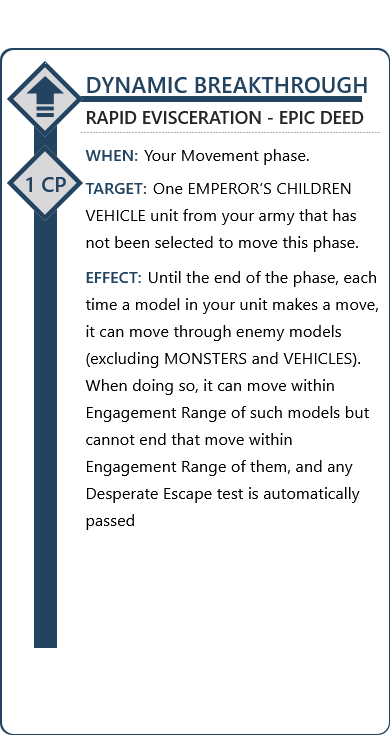 DYNAMIC BREAKTHROUGH
RAPID EVISCERATION - EPIC DEED
WHEN: Your Movement phase.
1 CP
TARGET: One EMPEROR'S CHILDREN
VEHICLE unit from your army that has
not been selected to move this phase.
EFFECT: Until the end of the phase, each
time a model in your unit makes a move,
it can move through enemy models
(excluding MONSTERS and VEHICLES).
When doing so, it can move within
Engagement Range of such models but
cannot end that move within
Engagement Range of them, and any
Desperate Escape test is automatically
passed